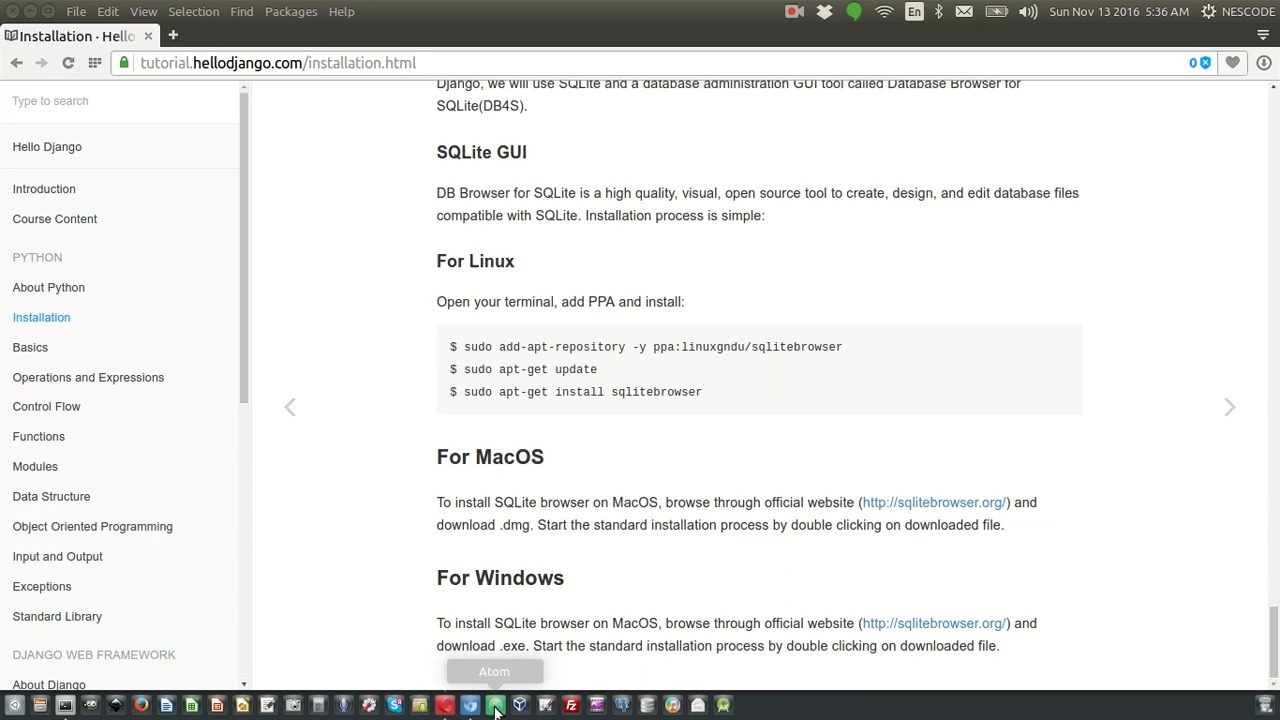 File Edit View Selection Find Packages Help
En
Sun Nov 13 2016 5:36 AM
NESCODE
Installation · Hello
tutorial.hellodjango.com/installation.html
0
Type to search
Hello Django
Introduction
Course Content
PYTHON
About Python
Installation
Basics
Operations and Expressions
Control Flow
Functions
Modules
Data Structure
Object Oriented Programming
Input and Output
Exceptions
Standard Library
DJANGO WEB FRAMEWORK
About Django
Django, we will use SQLite and a database administration GUI tool called Database Browser for
SQLite(DB4S).
SQLite GUI
DB Browser for SQLite is a high quality, visual, open source tool to create, design, and edit database files
compatible with SQLite. Installation process is simple:
For Linux
Open your terminal, add PPA and install:
$ sudo add-apt-repository -y ppa:linuxgndu/sqlitebrowser
$ sudo apt-get update
$ sudo apt-get install sqlitebrowser
For MacOS
To install SQLite browser on MacOS, browse through official website (http://sqlitebrowser.org/) and
download .dmg. Start the standard installation process by double clicking on downloaded file.
For Windows
To install SQLite browser on MacOS, browse through official website (http://sqlitebrowser.org/) and
download .exe. Start the standard installation process by double clicking on downloaded file.
Atom